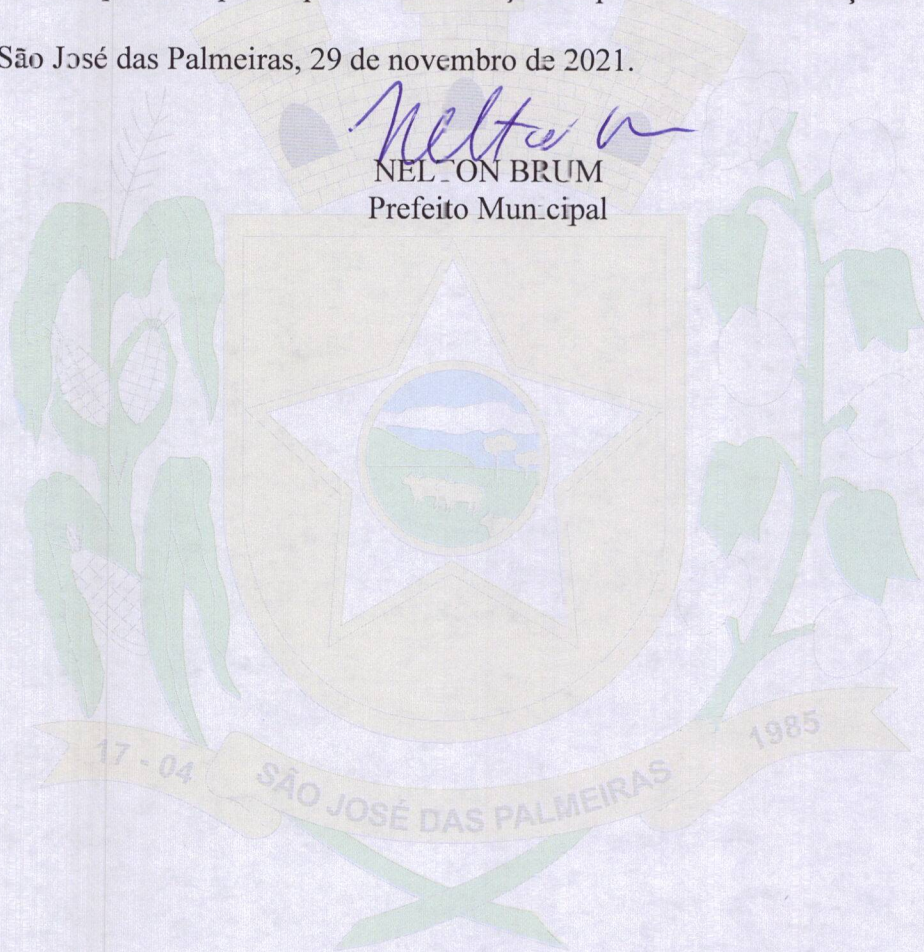 São José das Palmeiras, 29 de novembro de 2021.
NELTON BRUM
Prefeito Municipal
17 - 04
SÃO JOSÉ DAS PALMEIRAS
1985